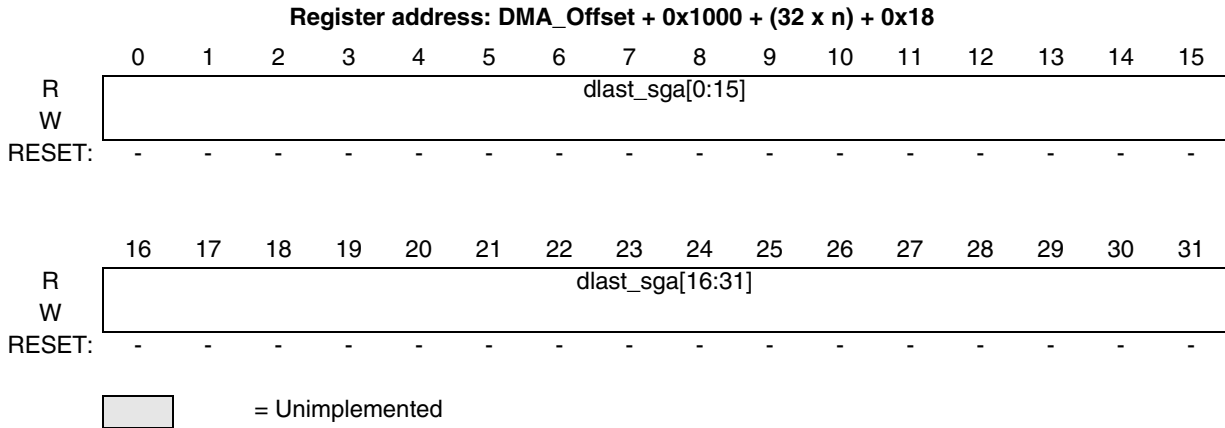 Register address: DMA_Offset + 0x1000 + (32 x n) + 0x18
0 1 2 3 4 5 6 7 8 9 10 11 12 13 14 15
R dlast_sga[0:15]
W
RESET: - - - - - - - - - - - - - - - -
16 17 18 19 20 21 22 23 24 25 26 27 28 29 30 31
R dlast_sga[16:31]
W
RESET: - - - - - - - - - - - - - - - -
= Unimplemented